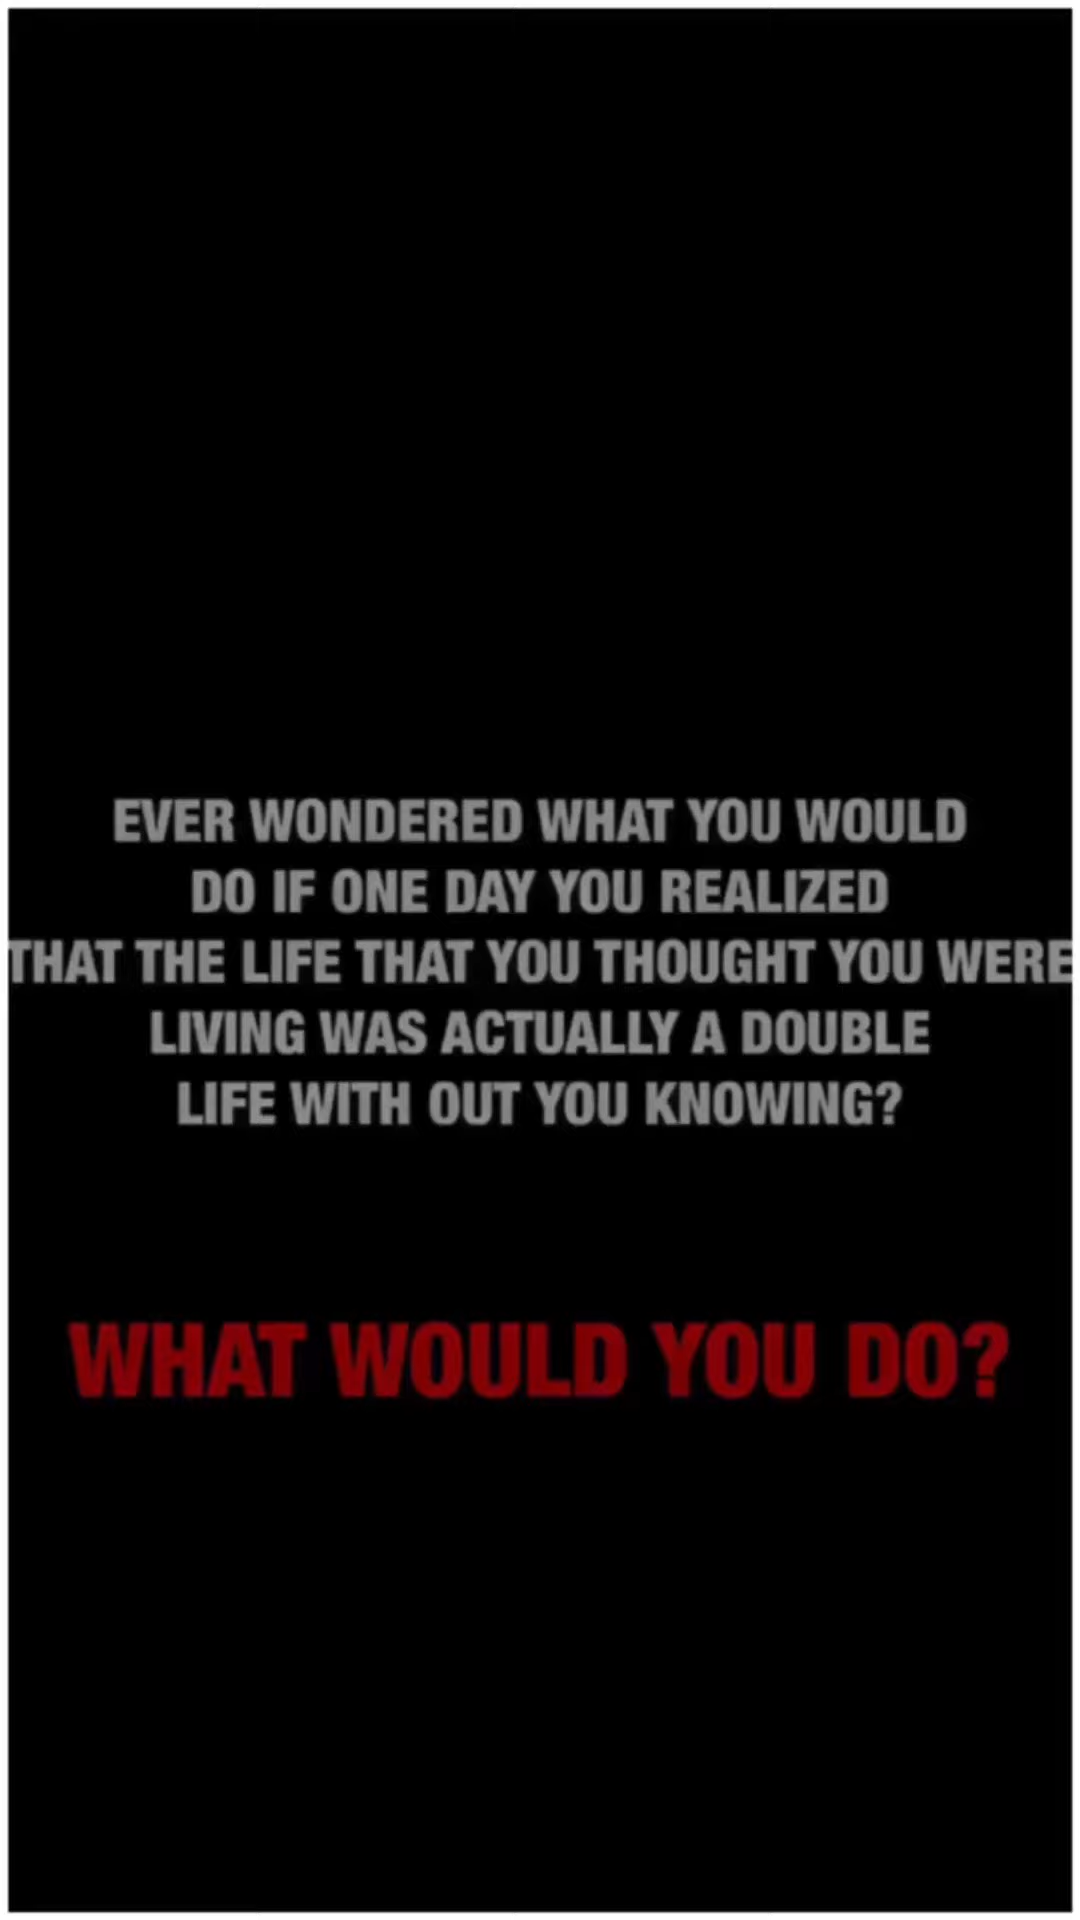 EVER WONDERED WHAT YOU WOULD
DO IF ONE DAY YOU REALIZED
THAT THE LIFE THAT YOU THOUGHT YOU WERE
LIVING WAS ACTUALLY A DOUBLE
LIFE WITH OUT YOU KNOWING?
WHAT WOULD YOU DO?